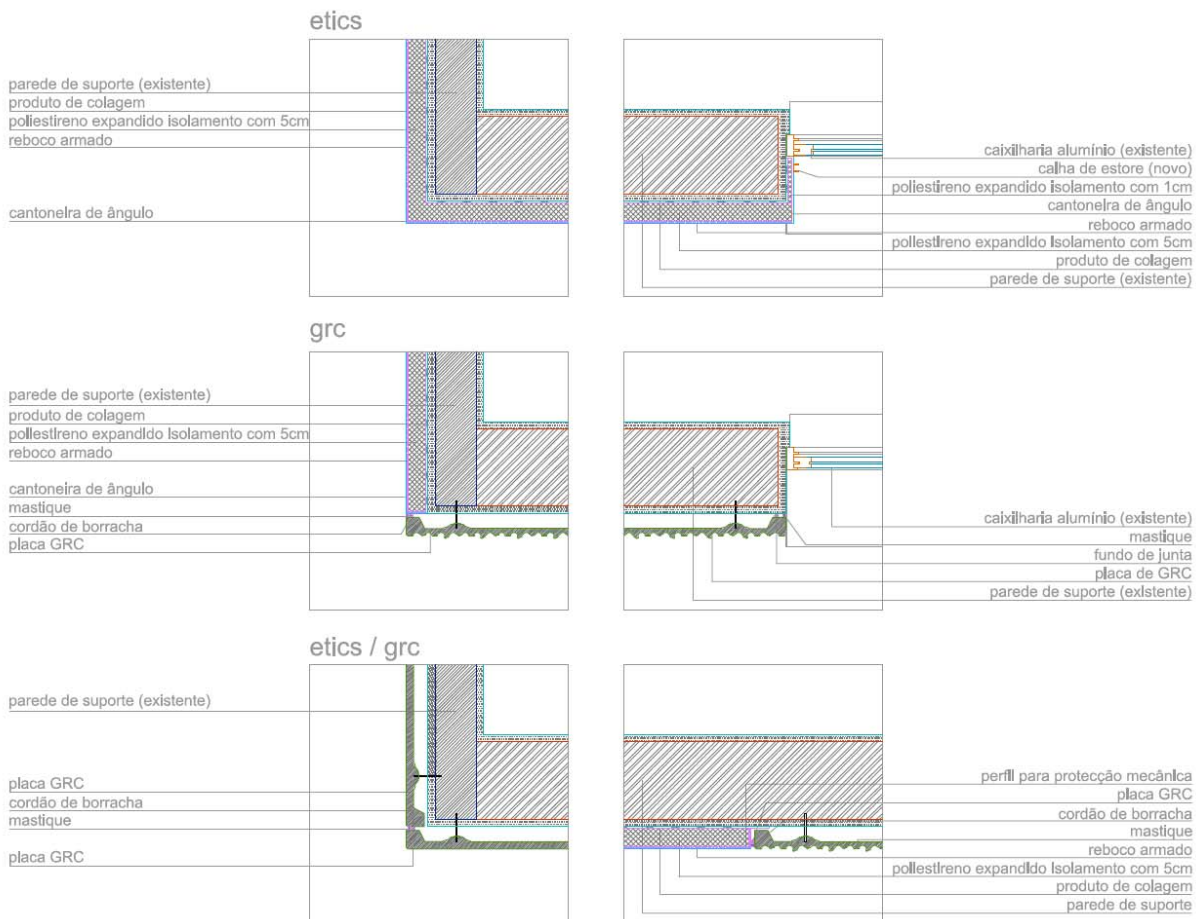 etics
parede de suporte (existente)
produto de colagem
poliestireno expandido isolamento com 5cm
reboco armado
cantoneira de ângulo
caixilharia alumínio (existente)
calha de estore (novo)
poliestireno expandido isolamento com 1cm
cantoneira de ângulo
reboco armado
poliestireno expandido isolamento com 5cm
produto de colagem
parede de suporte (existente)
grc
parede de suporte (existente)
produto de colagem
poliestireno expandido isolamento com 5cm
reboco armado
cantoneira de ângulo
mastique
cordão de borracha
placa GRC
caixilharia alumínio (existente)
mastique
fundo de junta
placa de GRC
parede de suporte (existente)
etics / grc
parede de suporte (existente)
placa GRC
cordão de borracha
mastique
placa GRC
perfil para protecção mecânica
placa GRC
cordão de borracha
mastique
reboco armado
poliestireno expandido isolamento com 5cm
produto de colagem
parede de suporte